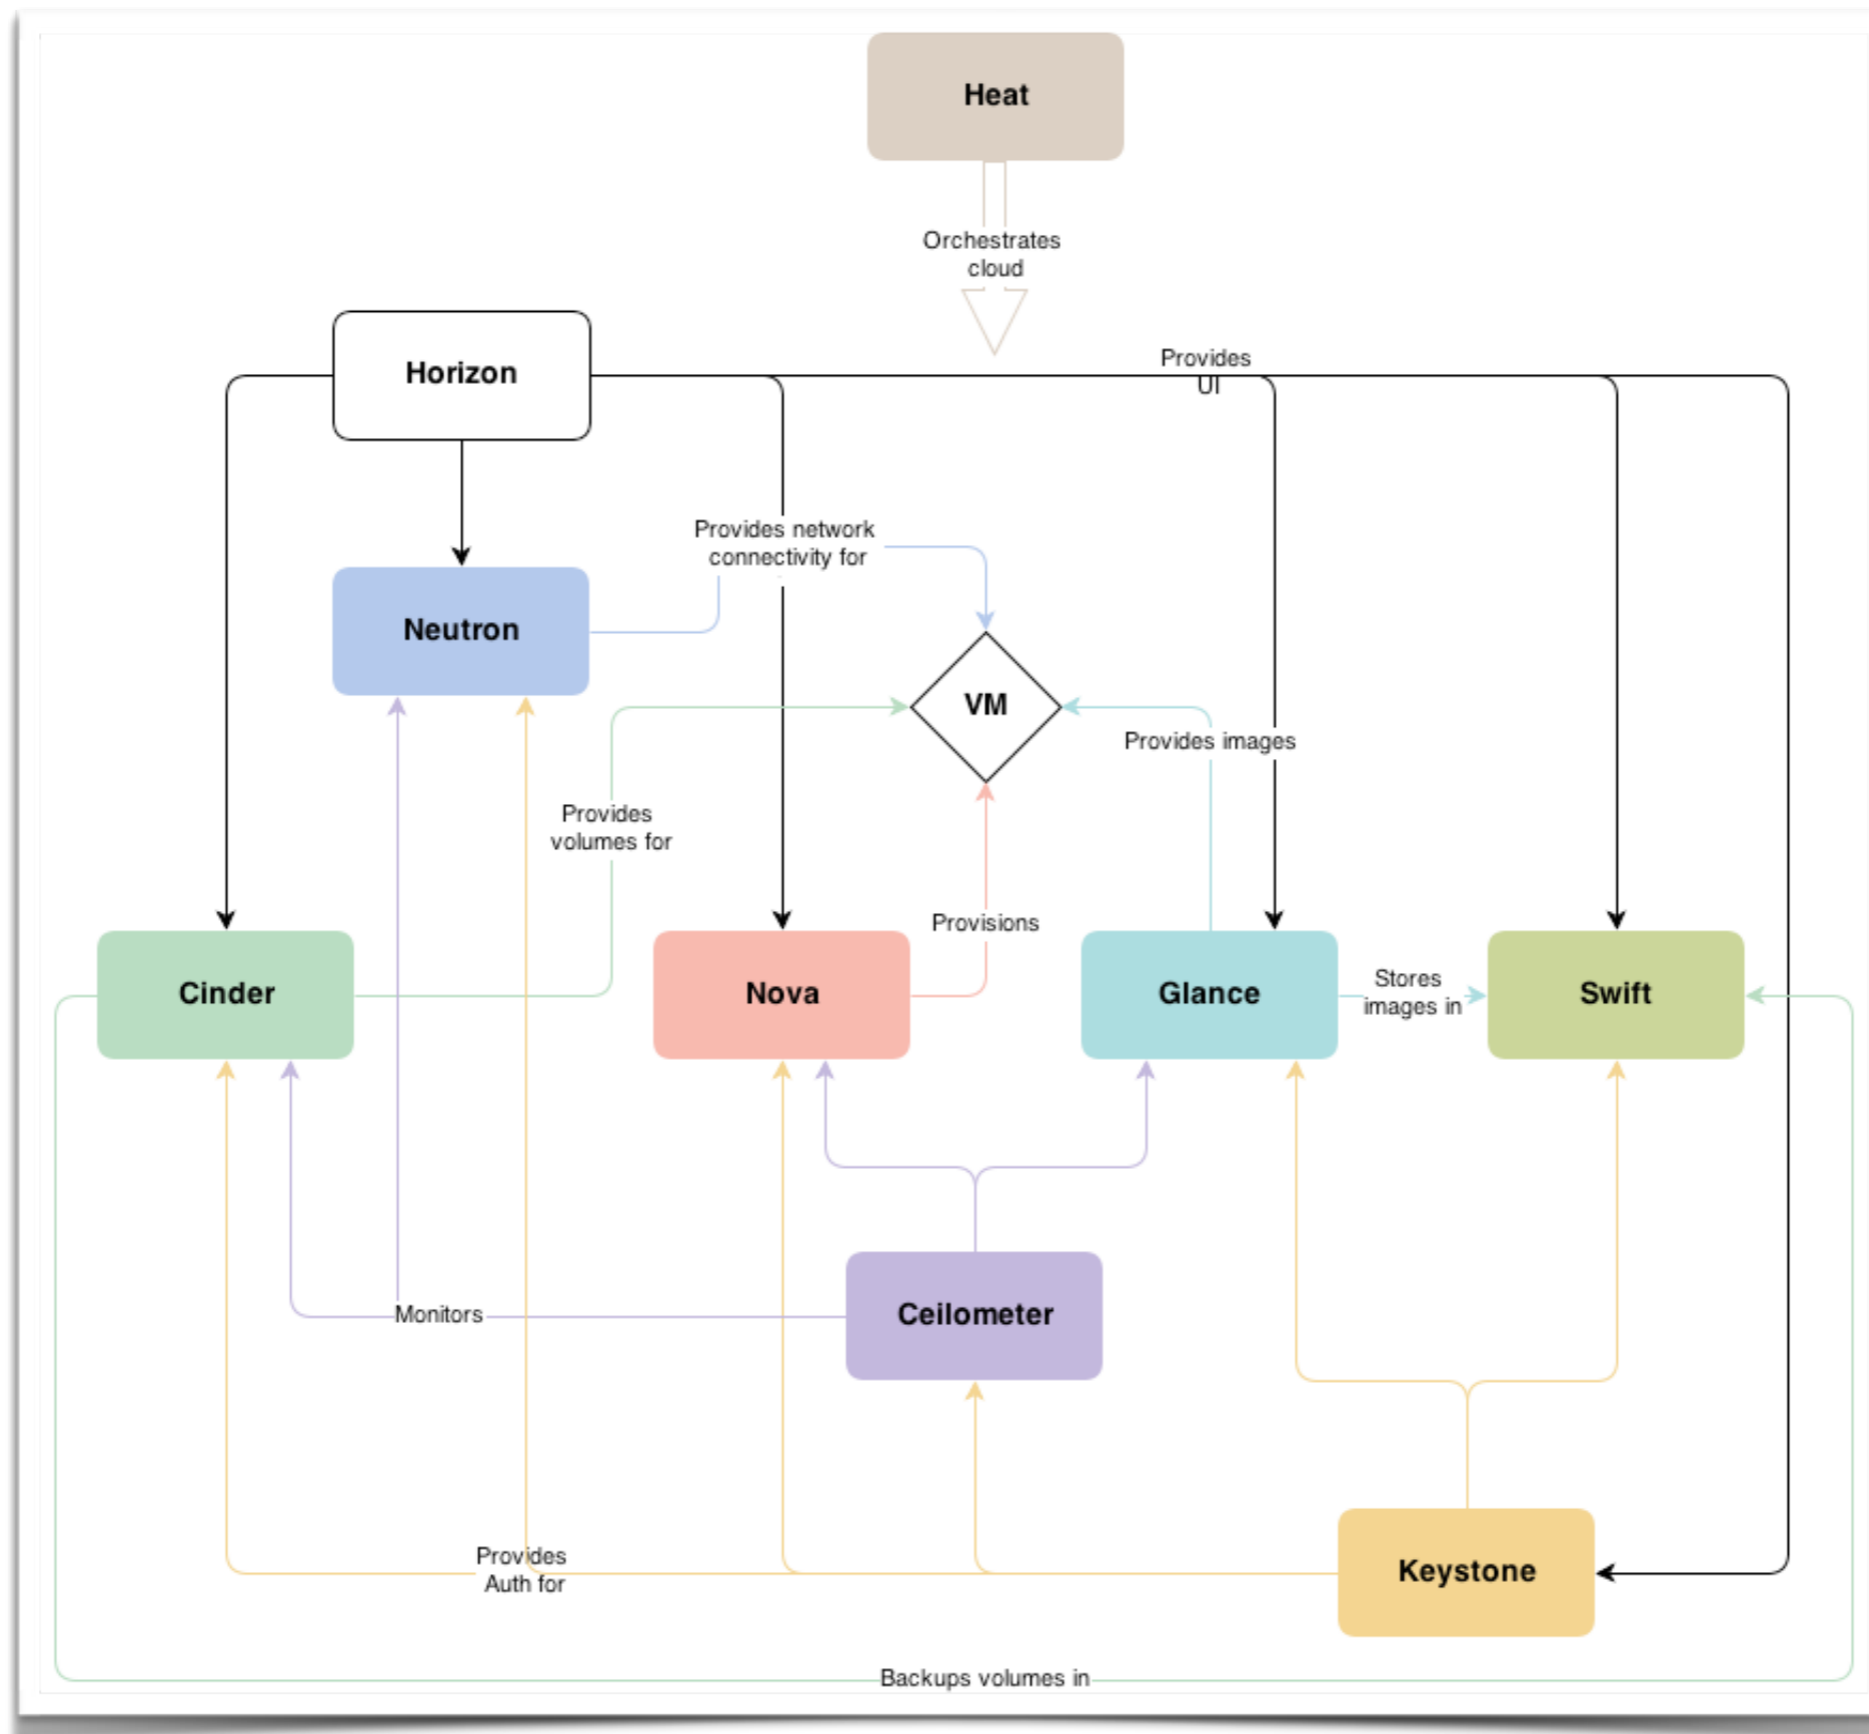 Heat
Orchestrates
cloud
Horizon
Provides
UI
Provides network
connectivity for
Neutron
VM
Provides images
Provides
volumes for
Provisions
Cinder
Nova
Glance
Stores
images in
Swift
Monitors
Ceilometer
Provides
Auth for
Keystone
Backups volumes in